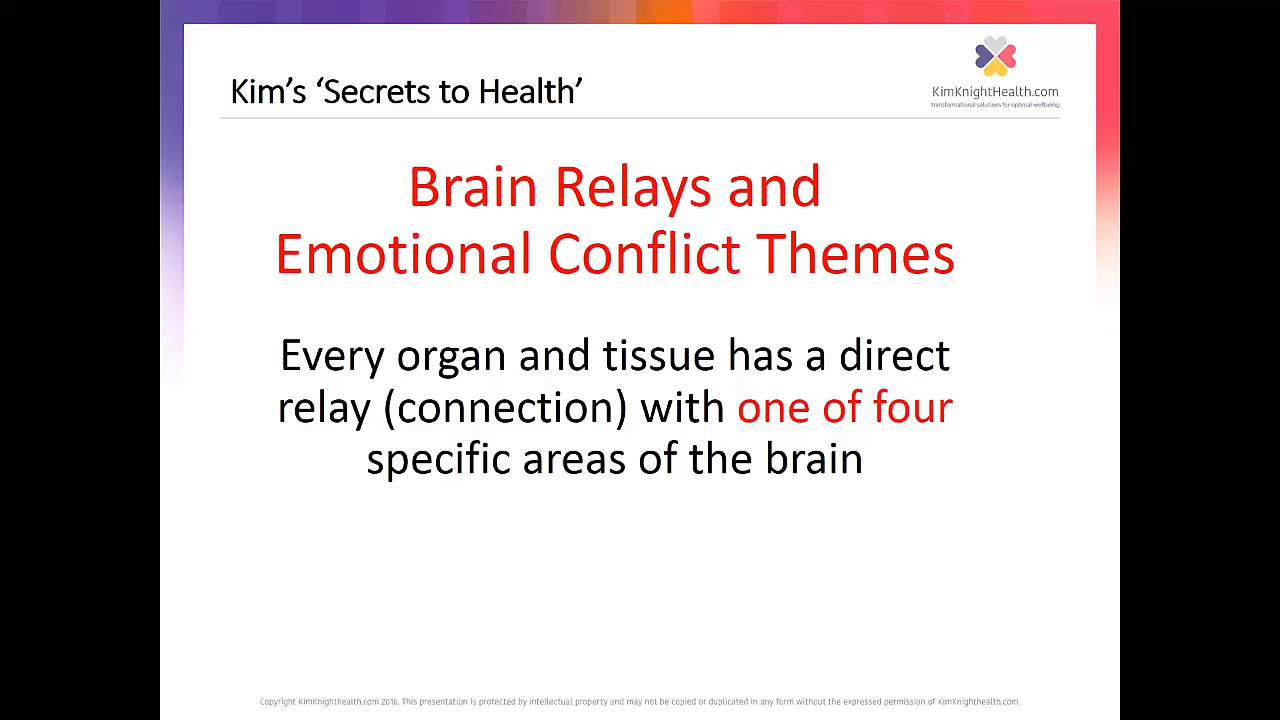 Kim's 'Secrets to Health'
KimKnightHealth.com
transformational solutions for optimal wellbeing
Brain Relays and
Emotional Conflict Themes
Every organ and tissue has a direct
relay (connection) with one of four
specific areas of the brain
Copyright KimKnighthealth.com 2016. This presentation is protected by intellectual property and may not be copied or duplicated in any form without the expressed permission of KimKnighthealth.com.